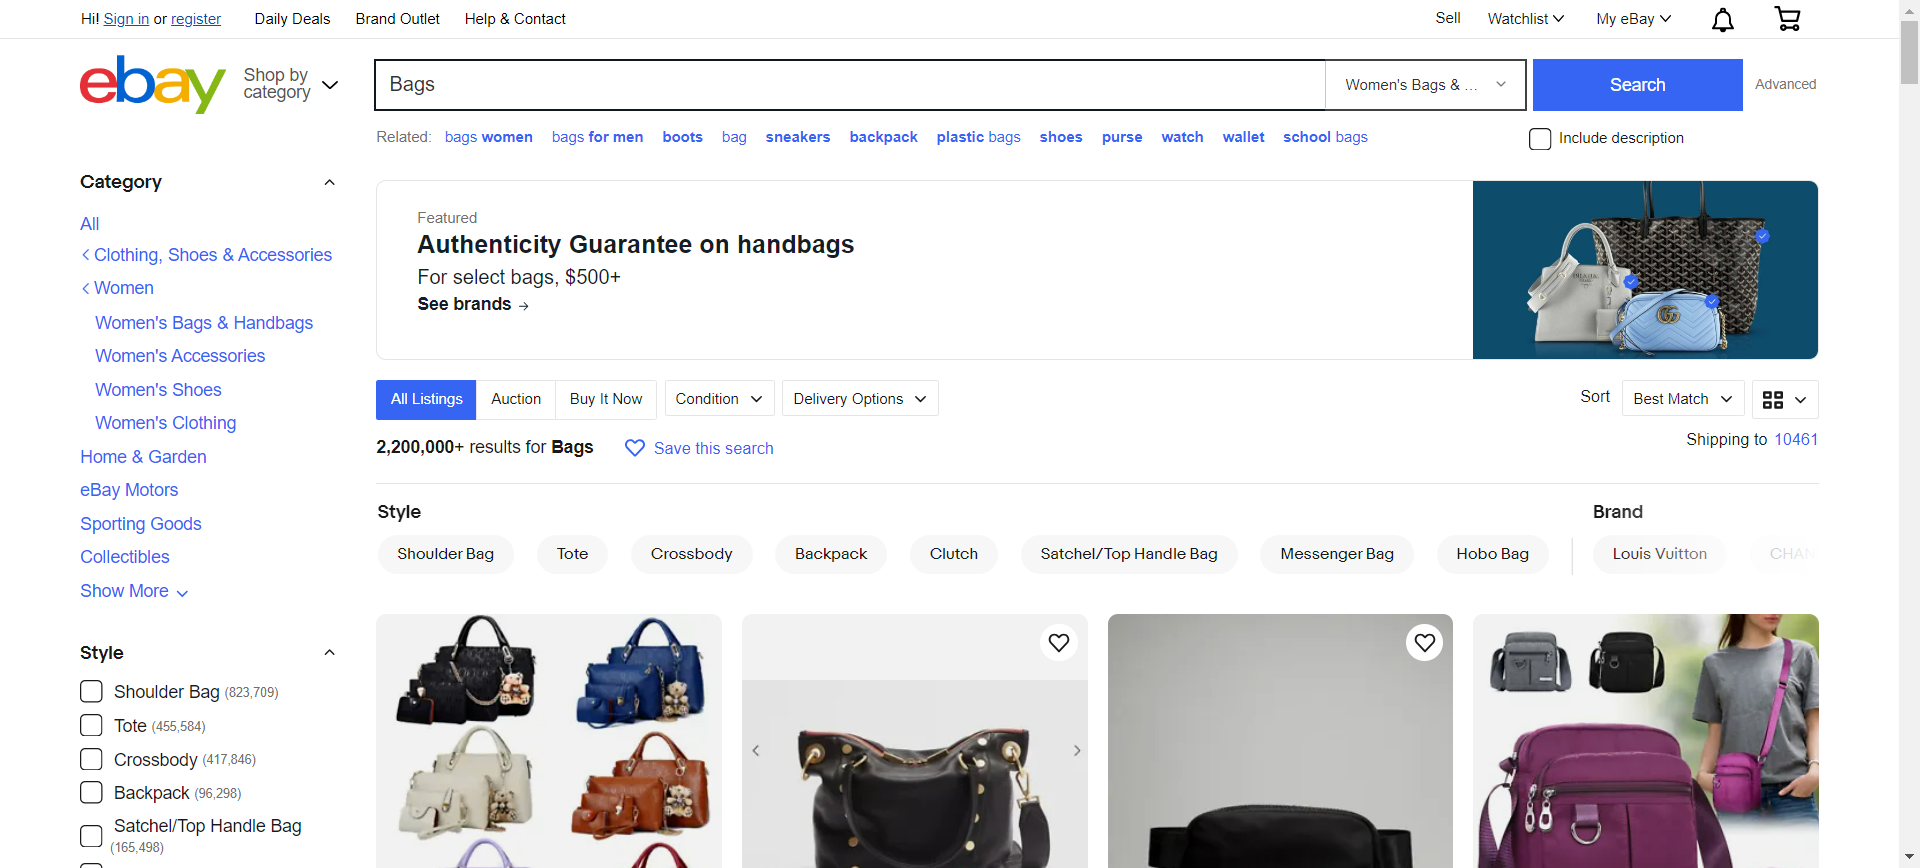 Hi! Sign in or register
Daily Deals
Brand Outlet
Help & Contact
Sell
Watchlist
My eBay
ebay
Shop by
category
Bags
Women's Bags & ...
Search
Advanced
Related: bags women bags for men boots bag sneakers backpack plastic bags shoes purse watch wallet school bags
Include description
Category
All
Clothing, Shoes & Accessories
Women
Women's Bags & Handbags
Women's Accessories
Women's Shoes
Women's Clothing
Home & Garden
eBay Motors
Sporting Goods
Collectibles
Show More
Style
Shoulder Bag (823,709)
Tote (455,584)
Crossbody (417,846)
Backpack (96,298)
Satchel/Top Handle Bag
(165,498)
Featured
Authenticity Guarantee on handbags
For select bags, $500+
See brands →
PRADA
All Listings
Auction
Buy It Now
Condition
Delivery Options
Sort
Best Match
2,200,000+ results for Bags
Save this search
Shipping to 10461
Style
Shoulder Bag
Tote
Crossbody
Backpack
Clutch
Satchel/Top Handle Bag
Messenger Bag
Hobo Bag
Brand
Louis Vuitton
CHAN